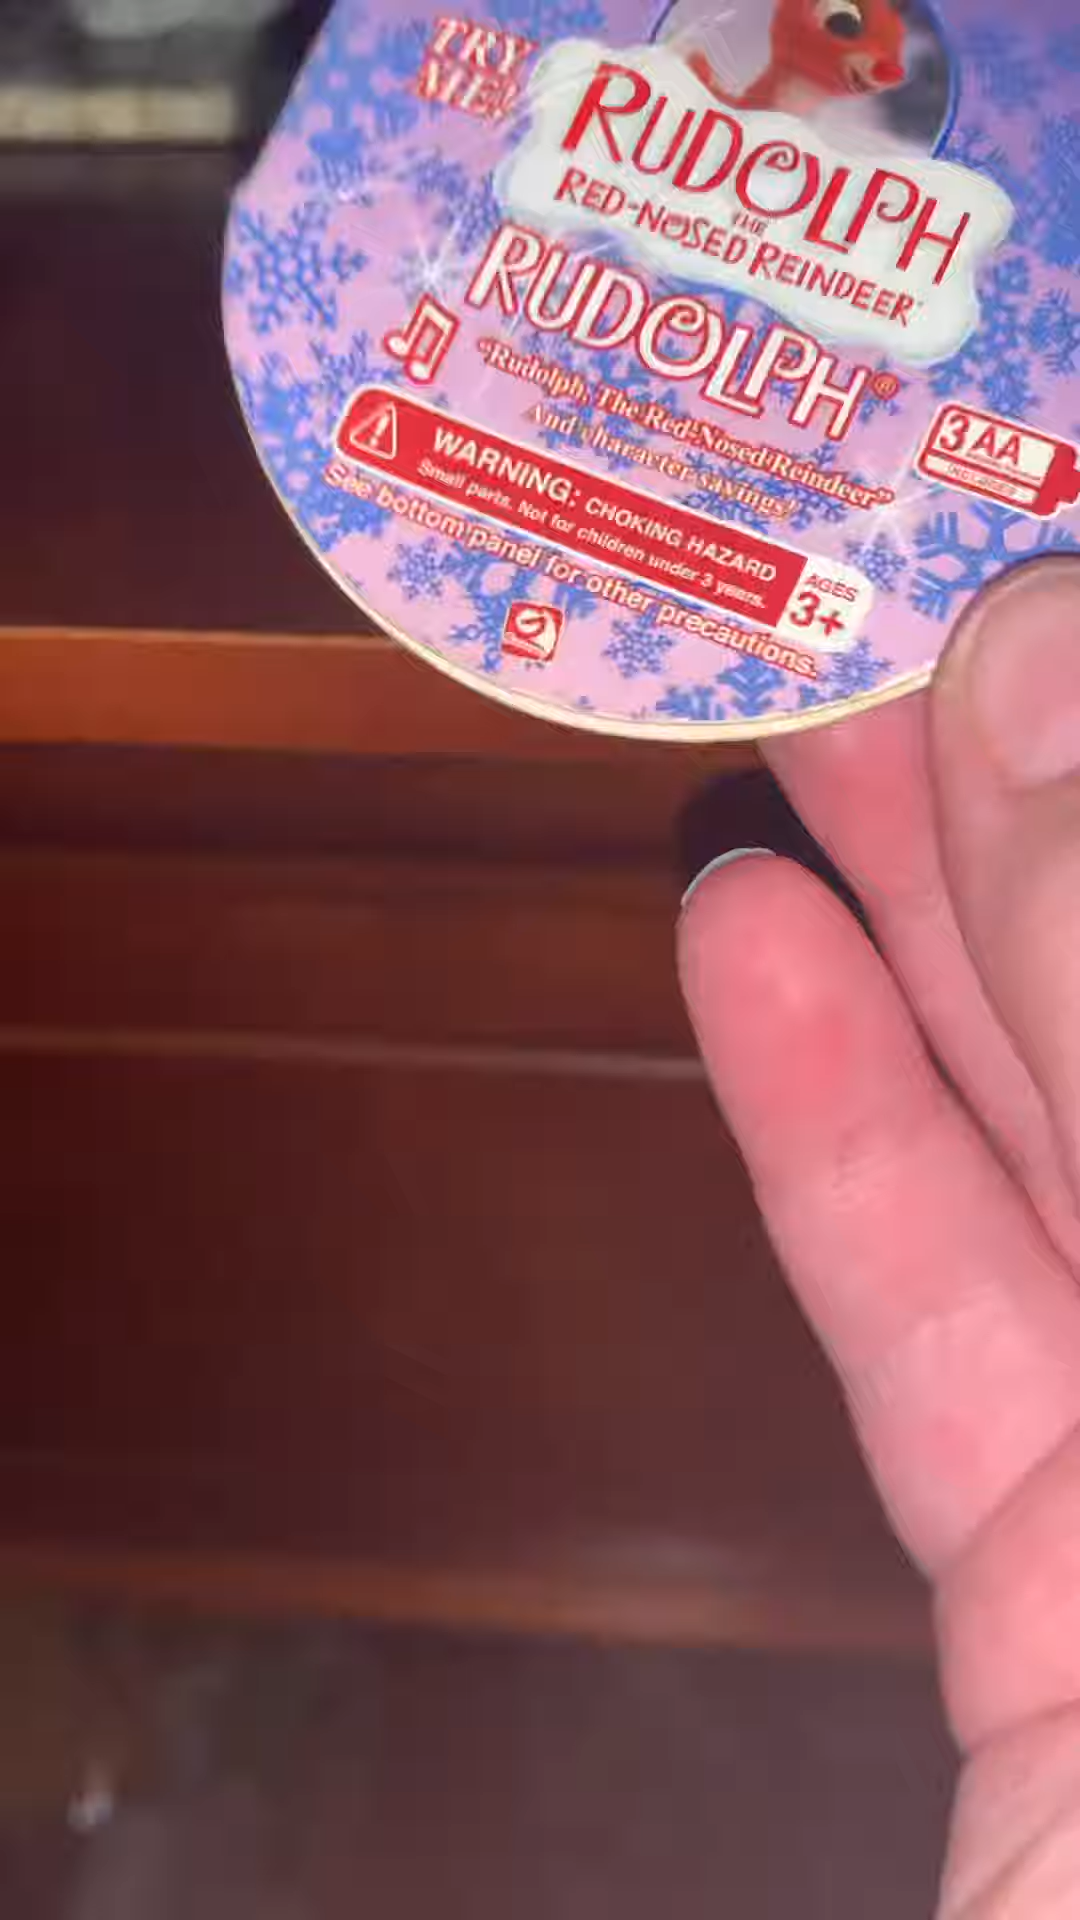 TRY
ME!
RUDOLPH
THE
RED-NOSED REINDEER
RUDOLPH®
"Rudolph, The Red-Nosed Reindeer"
And character sayings!
3 AA
INCLUDED
WARNING: CHOKING HAZARD
Small parts. Not for children under 3 years.
AGES
3+
See bottom panel for other precautions.